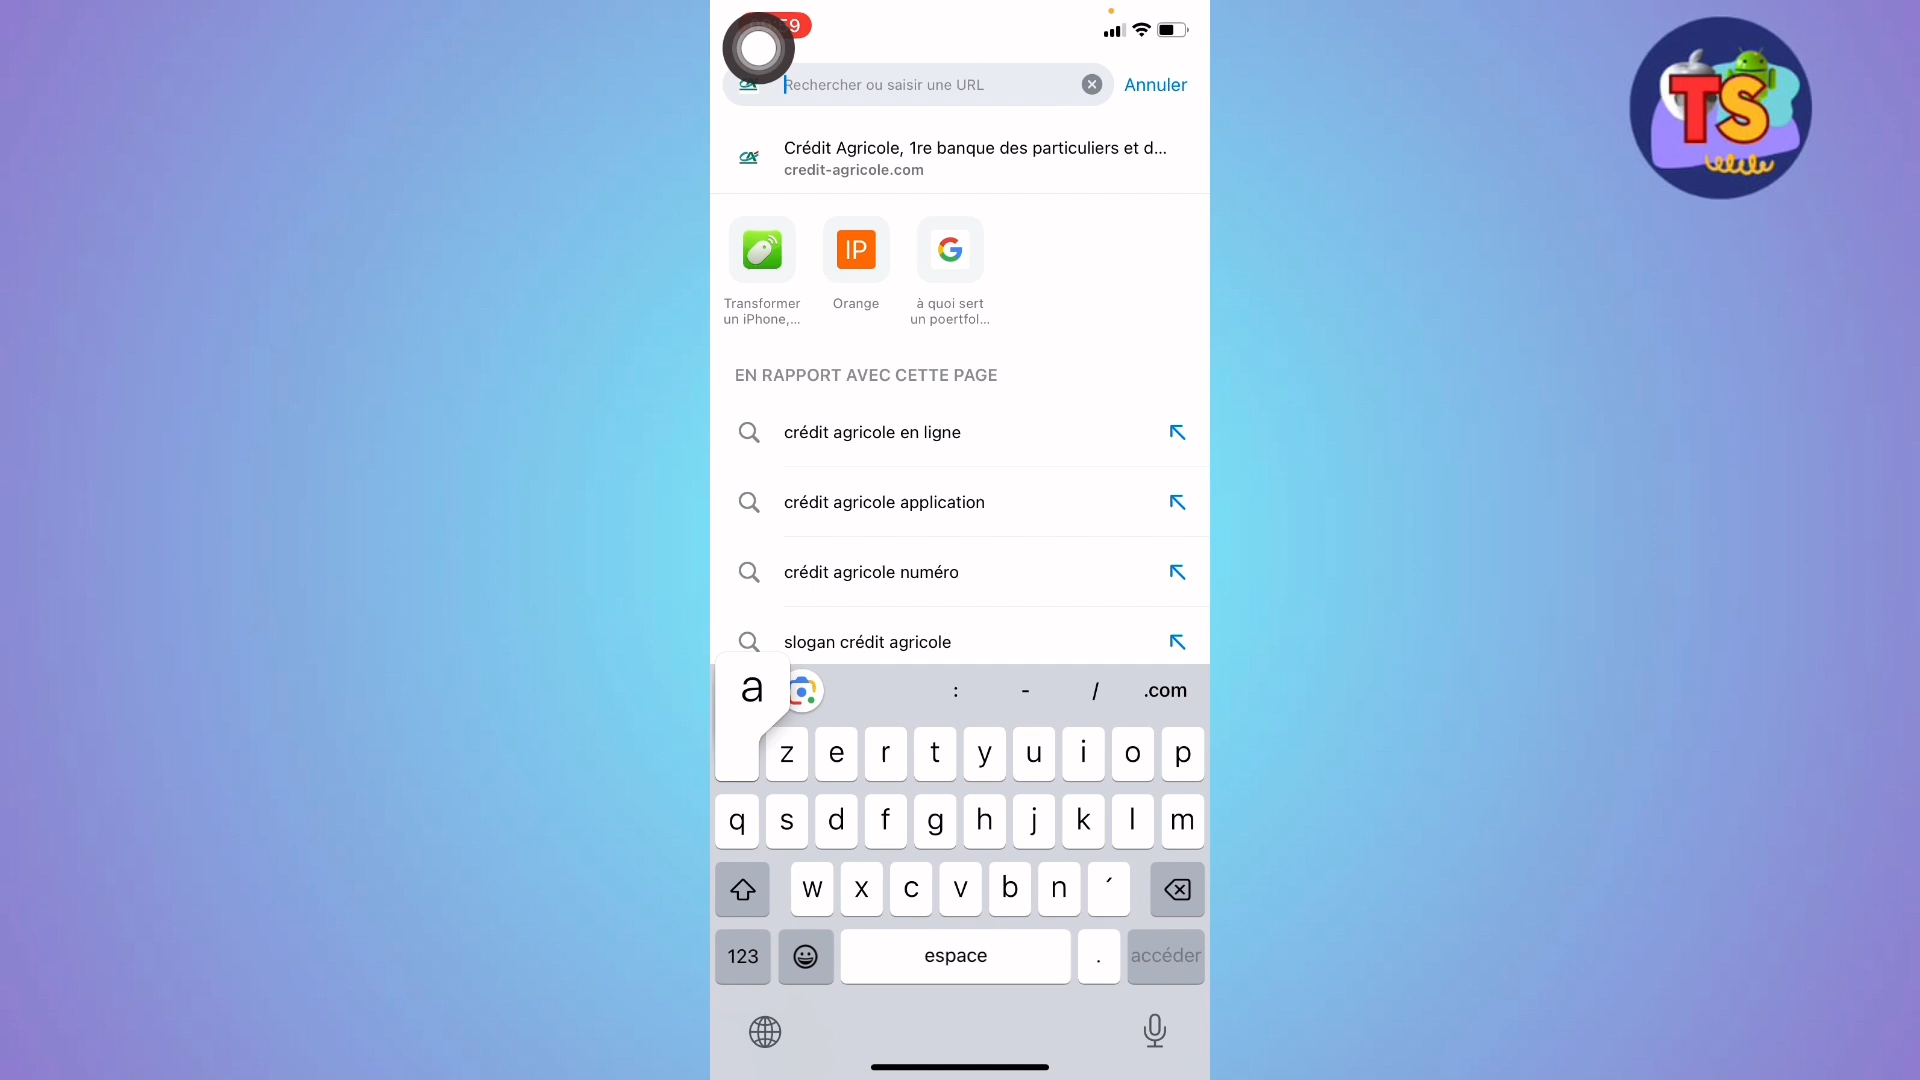 59
Rechercher ou saisir une URL
Annuler
Crédit Agricole, 1re banque des particuliers et d...
credit-agricole.com
IP
Transformer
un iPhone,...
Orange
à quoi sert
un poertfol...
EN RAPPORT AVEC CETTE PAGE
crédit agricole en ligne
crédit agricole application
crédit agricole numéro
slogan crédit agricole
a
: - / .com
z e r t y u i o p
q s d f g h j k l m
w x c v b n ´
123 espace . accéder
TS